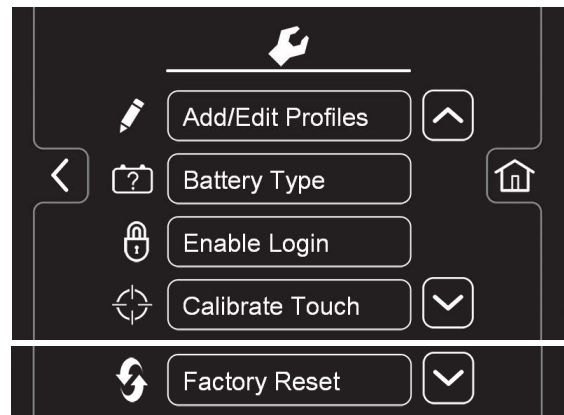 Add/Edit Profiles
?
Battery Type
Enable Login
Calibrate Touch
Factory Reset